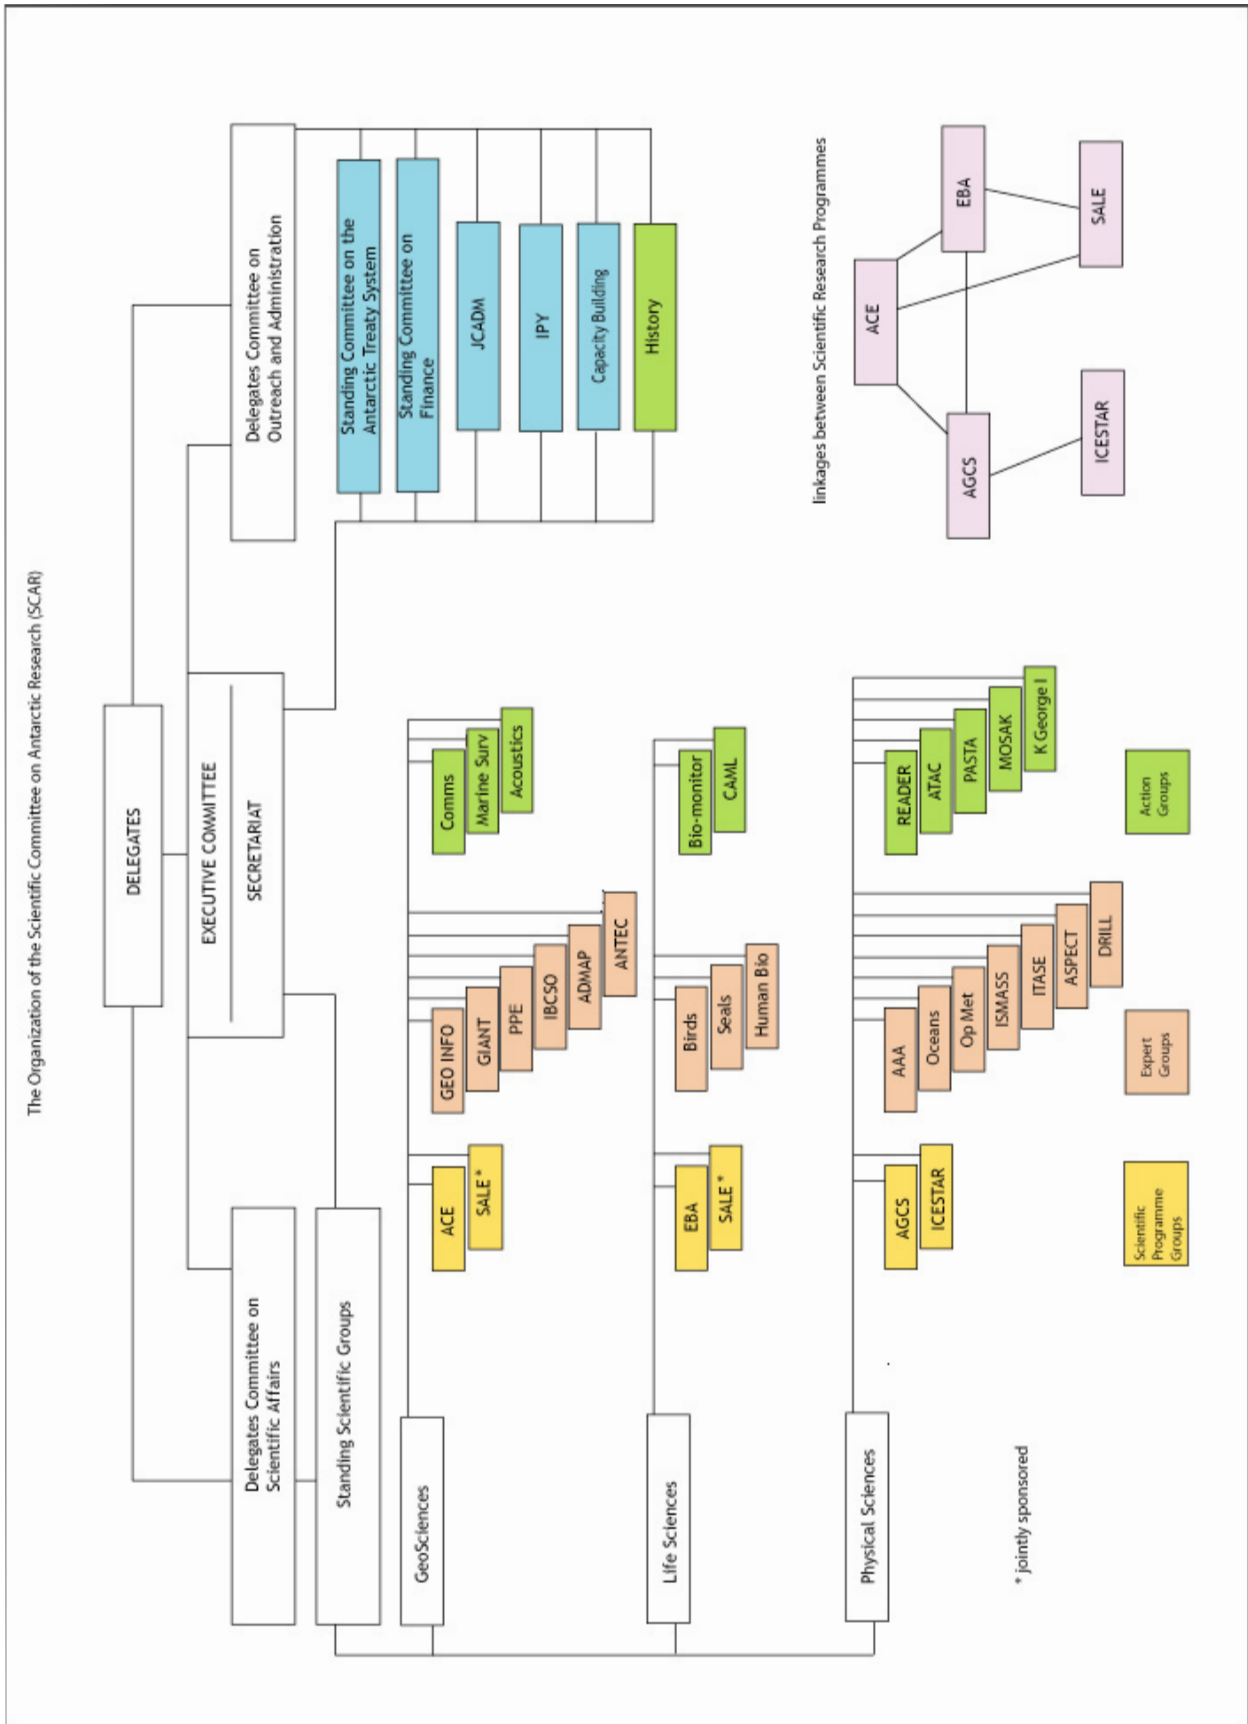 The Organization of the Scientific Committee on Antarctic Research (SCAR)
DELEGATES
EXECUTIVE COMMITTEE
SECRETARIAT
Delegates Committee on
Scientific Affairs
Delegates Committee on
Outreach and Administration
Standing Scientific Groups
Standing Committee on the
Antarctic Treaty System
Standing Committee on
Finance
JCADM
IPY
Capacity Building
History
GeoSciences
ACE
SALE*
GEO INFO
GIANT
PPE
IBCSO
ADMAP
ANTEC
Comms
Marine Surv
Acoustics
Life Sciences
EBA
SALE*
Birds
Seals
Human Bio
Bio-monitor
CAML
Physical Sciences
AGCS
ICESTAR
AAA
Oceans
Op Met
ISMASS
ITASE
ASPECT
DRILL
READER
ATAC
PASTA
MOSAK
K George I
linkages between Scientific Research Programmes
ACE
AGCS
EBA
ICESTAR
SALE
* jointly sponsored
Scientific
Programme
Groups
Expert
Groups
Action
Groups